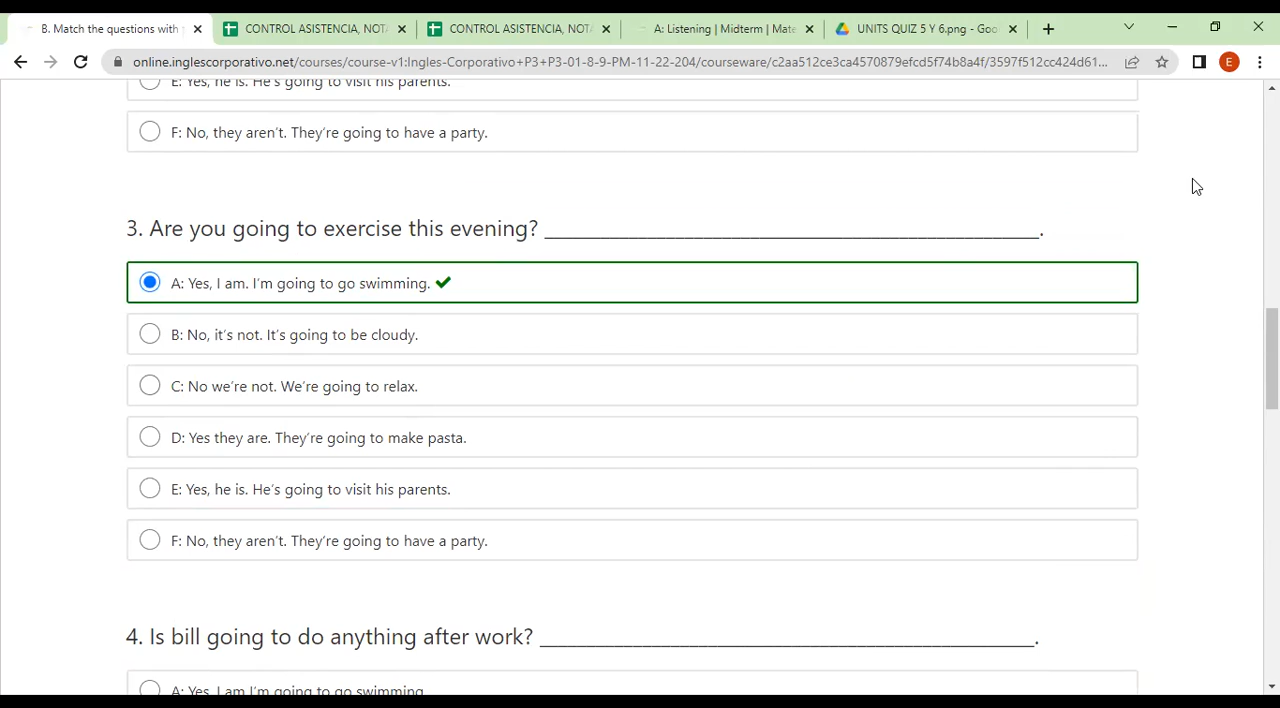 B. Match the questions with
CONTROL ASISTENCIA, NOTA
CONTROL ASISTENCIA, NOTA
A: Listening | Midterm | Mate
UNITS QUIZ 5 Y 6.png - Goo
online.inglescorporativo.net/courses/course-v1:Ingles-Corporativo+P3+P3-01-8-9-PM-11-22-204/courseware/c2aa512ce3ca4570879efcd5f74b8a4f/3597f512cc424d61...
E
E: Yes, he is. He's going to visit his parents.
F: No, they aren't. They're going to have a party.
3. Are you going to exercise this evening? ______________________________________________.
A: Yes, I am. I'm going to go swimming.
B: No, it's not. It's going to be cloudy.
C: No we're not. We're going to relax.
D: Yes they are. They're going to make pasta.
E: Yes, he is. He's going to visit his parents.
F: No, they aren't. They're going to have a party.
4. Is bill going to do anything after work? ______________________________________________.
A: Yes, I am I'm going to go swimming.